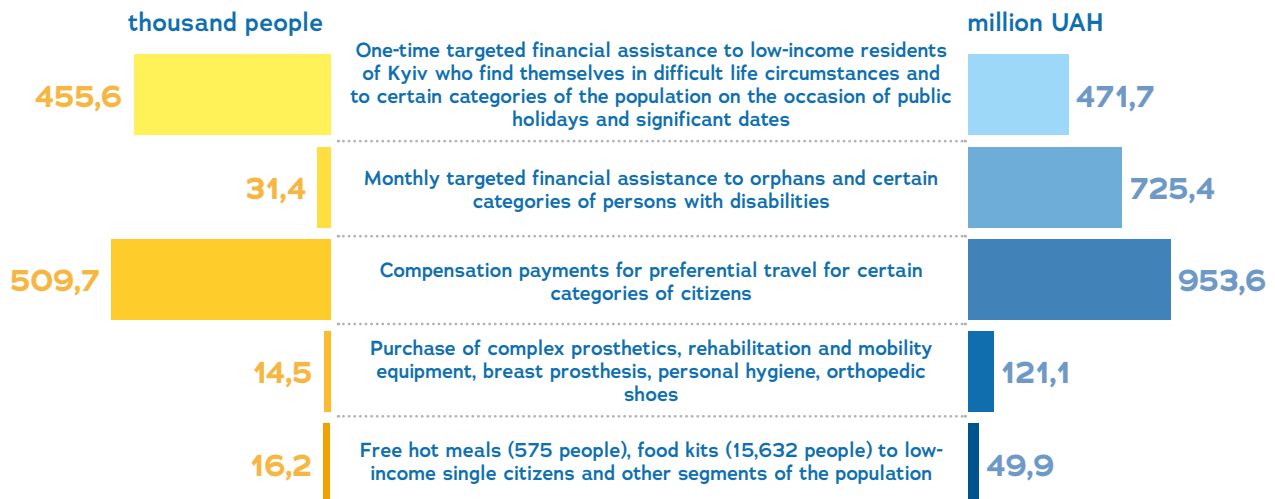 thousand people
million UAH
455,6
One-time targeted financial assistance to low-income residents
of Kyiv who find themselves in difficult life circumstances and
to certain categories of the population on the occasion of public
holidays and significant dates
471,7
31,4
Monthly targeted financial assistance to orphans and certain
categories of persons with disabilities
725,4
509,7
Compensation payments for preferential travel for certain
categories of citizens
953,6
14,5
Purchase of complex prosthetics, rehabilitation and mobility
equipment, breast prosthesis, personal hygiene, orthopedic
shoes
121,1
16,2
Free hot meals (575 people), food kits (15,632 people) to low-
income single citizens and other segments of the population
49,9